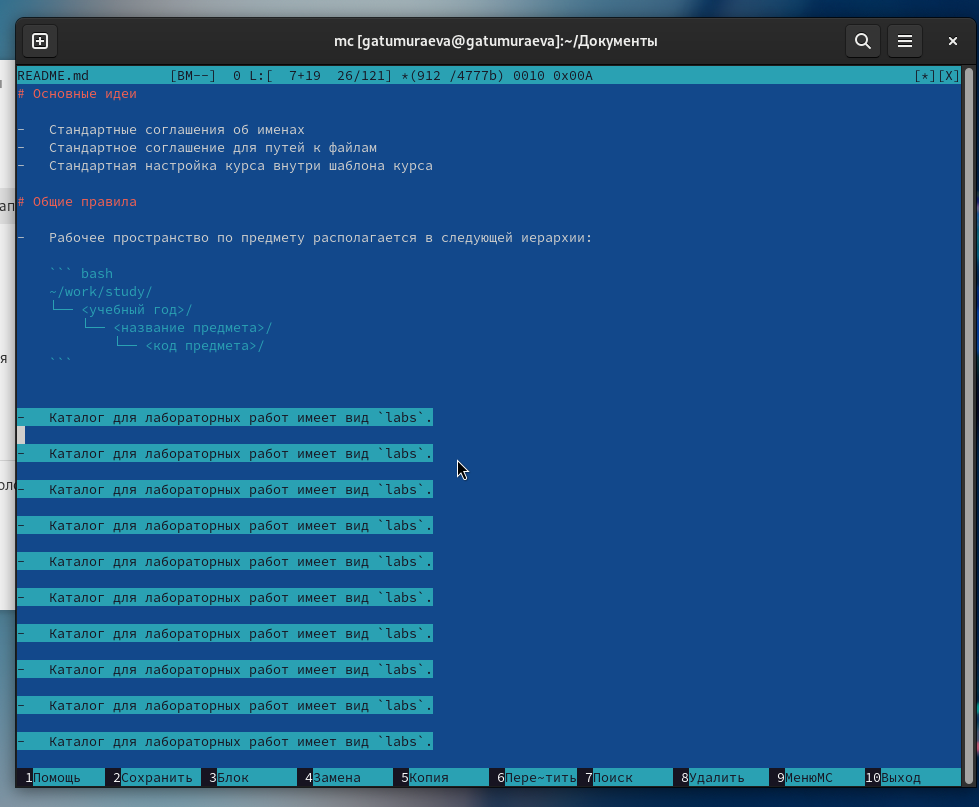 mc [gatumuraeva@gatumuraeva]:~/Документы
README.md [BM--] 0 L:[ 7+19 26/121] *(912 /4777b) 0010 0x00A [*][X]
# Основные идеи
- Стандартные соглашения об именах
- Стандартное соглашение для путей к файлам
- Стандартная настройка курса внутри шаблона курса
# Общие правила
- Рабочее пространство по предмету располагается в следующей иерархии:
``` bash
~/work/study/
└── <учебный год>/
└── <название предмета>/
└── <код предмета>/
```
- Каталог для лабораторных работ имеет вид `labs`.
- Каталог для лабораторных работ имеет вид `labs`.
- Каталог для лабораторных работ имеет вид `labs`.
- Каталог для лабораторных работ имеет вид `labs`.
- Каталог для лабораторных работ имеет вид `labs`.
- Каталог для лабораторных работ имеет вид `labs`.
- Каталог для лабораторных работ имеет вид `labs`.
- Каталог для лабораторных работ имеет вид `labs`.
- Каталог для лабораторных работ имеет вид `labs`.
- Каталог для лабораторных работ имеет вид `labs`.
1Помощь 2Сохранить 3Блок 4Замена 5Копия 6Пере~тить 7Поиск 8Удалить 9МенюMC 10Выход